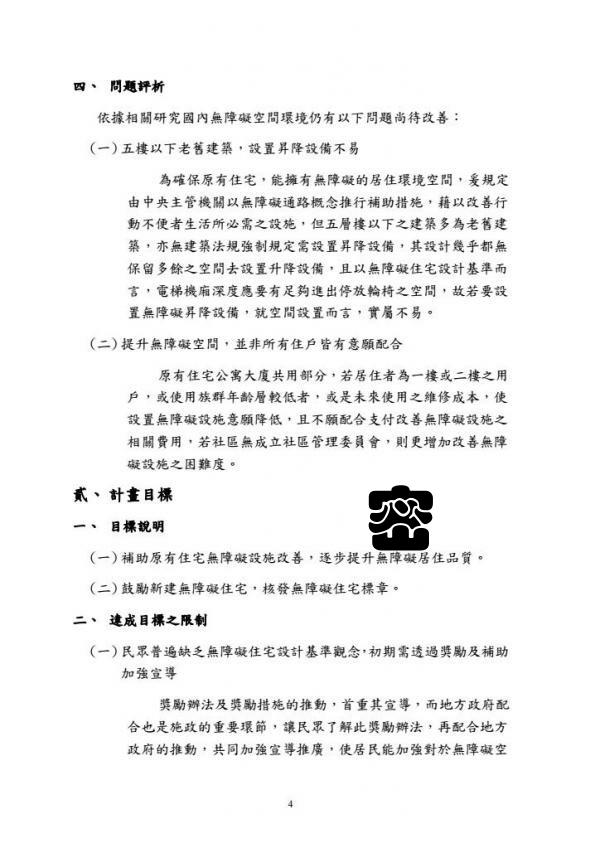 四、 問題評析
依據相關研究國內無障礙空間環境仍有以下問題尚待改善：
(一)五樓以下老舊建築，設置昇降設備不易
為確保原有住宅，能擁有無障礙的居住環境空間，爰規定
由中央主管機關以無障礙通路概念推行補助措施，藉以改善行
動不便者生活所必需之設施，但五層樓以下之建築多為老舊建
築，亦無建築法規強制規定需設置昇降設備，其設計幾乎都無
保留多餘之空間去設置升降設備，且以無障礙住宅設計基準而
言，電梯機廂深度應要有足夠進出停放輪椅之空間，故若要設
置無障礙昇降設備，就空間設置而言，實屬不易。
(二)提升無障礙空間，並非所有住戶皆有意願配合
原有住宅公寓大廈共用部分，若居住者為一樓或二樓之用
戶，或使用族群年齡層較低者，或是未來使用之維修成本，使
設置無障礙設施意願降低，且不願配合支付改善無障礙設施之
相關費用，若社區無成立社區管理委員會，則更增加改善無障
礙設施之困難度。
貳、計畫目標
一、 目標說明
密
(一)補助原有住宅無障礙設施改善，逐步提升無障礙居住品質。
(二)鼓勵新建無障礙住宅，核發無障礙住宅標章。
二、 達成目標之限制
(一)民眾普遍缺乏無障礙住宅設計基準觀念，初期需透過獎勵及補助
加強宣導
獎勵辦法及獎勵措施的推動，首重其宣導，而地方政府配
合也是施政的重要環節，讓民眾了解此獎勵辦法，再配合地方
政府的推動，共同加強宣導推廣，使居民能加強對於無障礙空
4